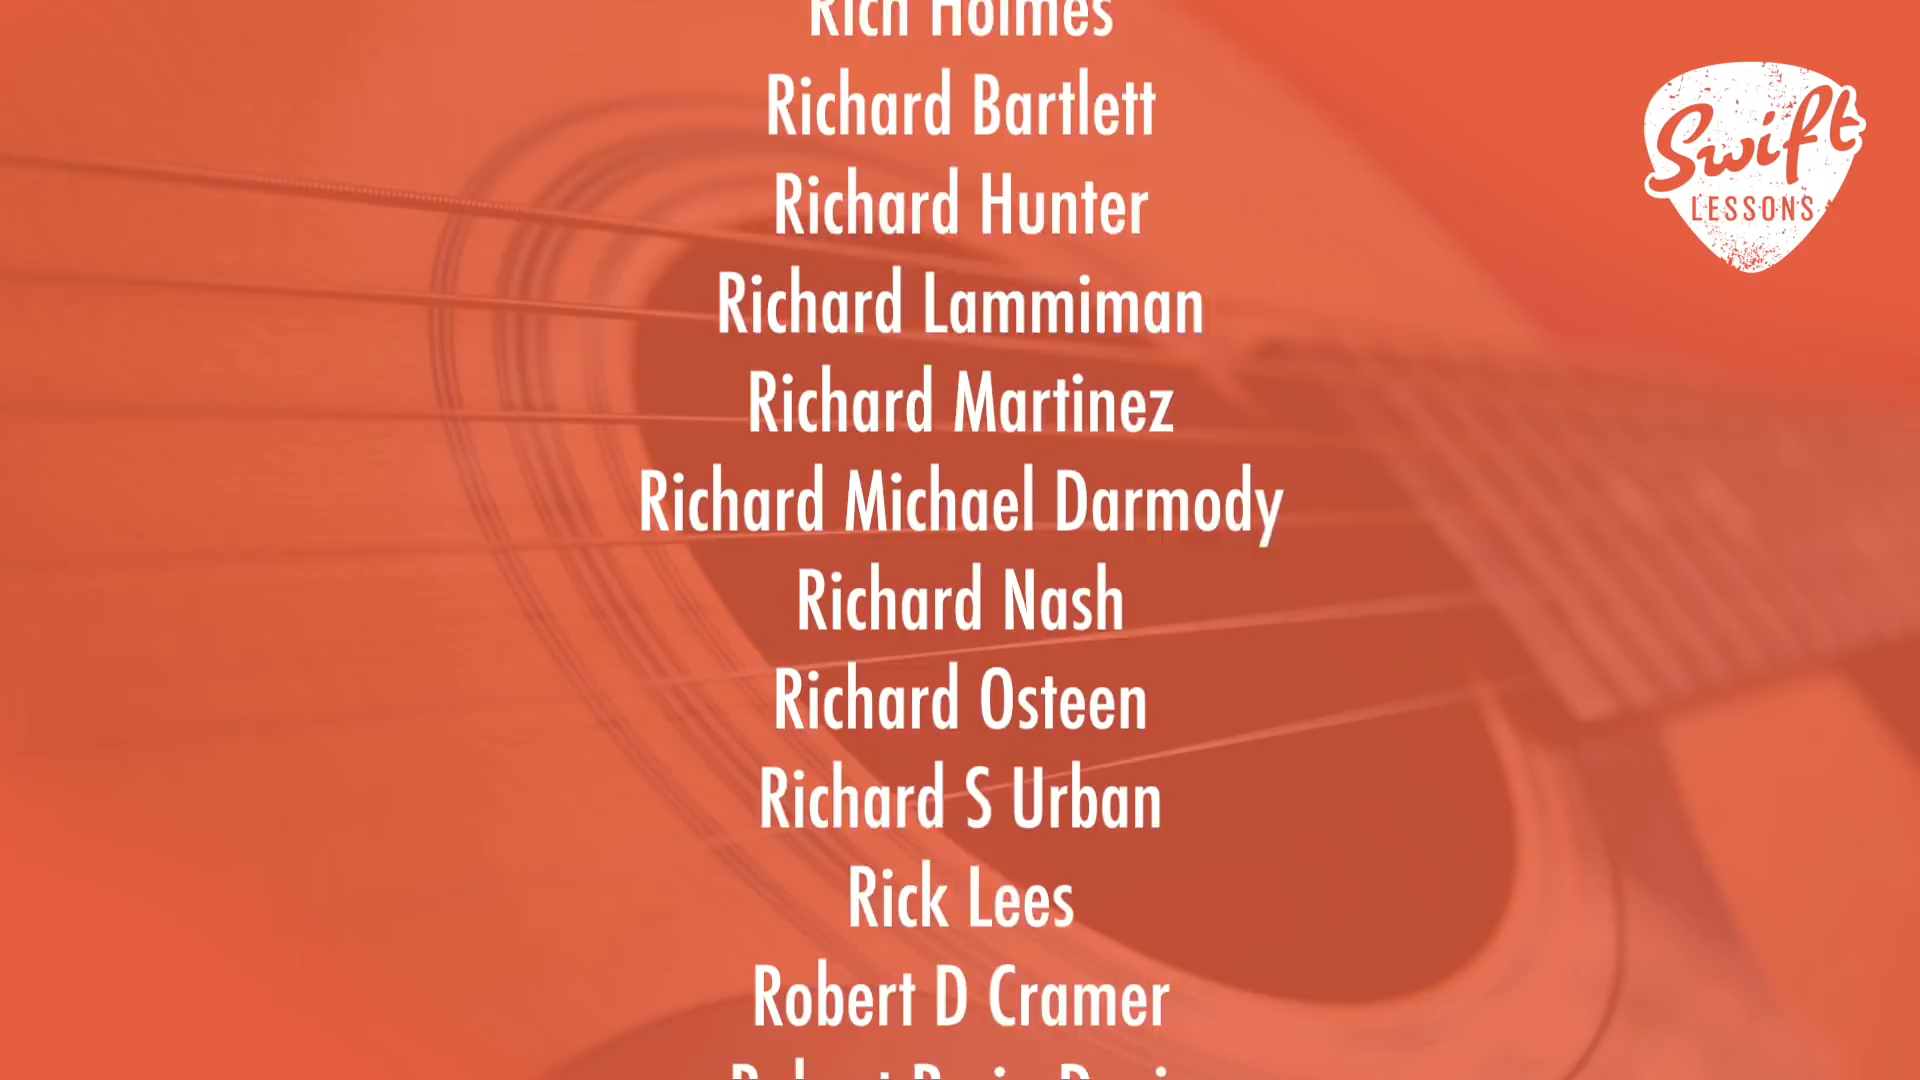 Rich Holmes
Richard Bartlett
Richard Hunter
Richard Lammiman
Richard Martinez
Richard Michael Darmody
Richard Nash
Richard Osteen
Richard S Urban
Rick Lees
Robert D Cramer
Robert
Swift
LESSONS